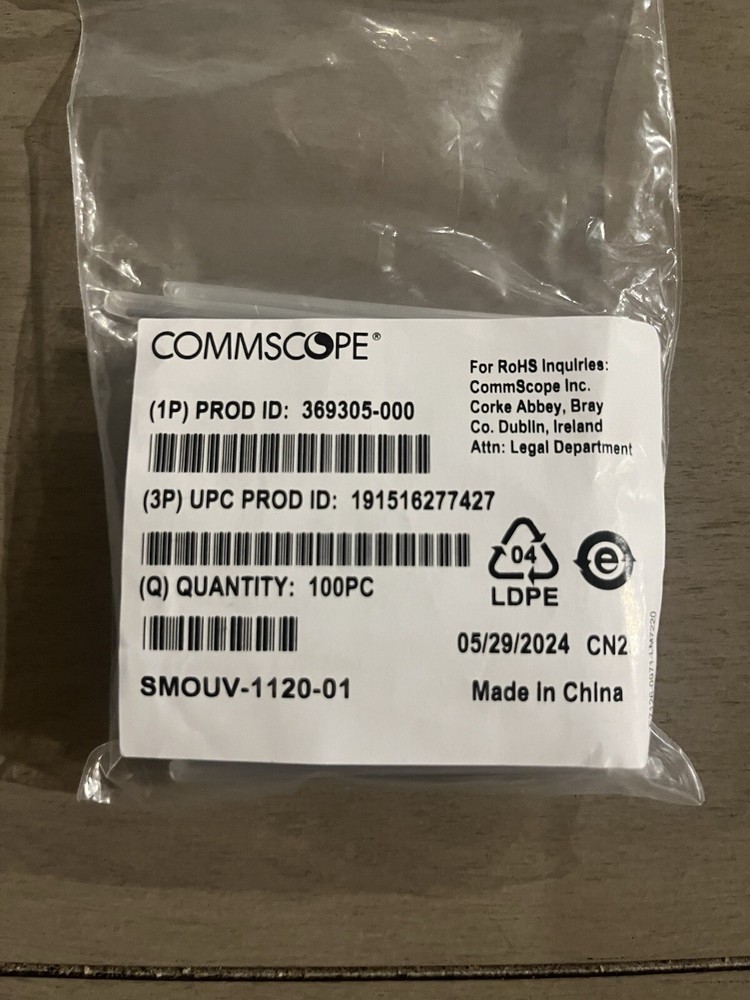 COMMSCOPE®
For RoHS Inquiries:
CommScope Inc.
Corke Abbey, Bray
Co. Dublin, Ireland
Attn: Legal Department
(1P) PROD ID: 369305-000
(3P) UPC PROD ID: 191516277427
04
LDPE
e
(Q) QUANTITY: 100PC
05/29/2024 CN2
SMOUV-1120-01
Made In China